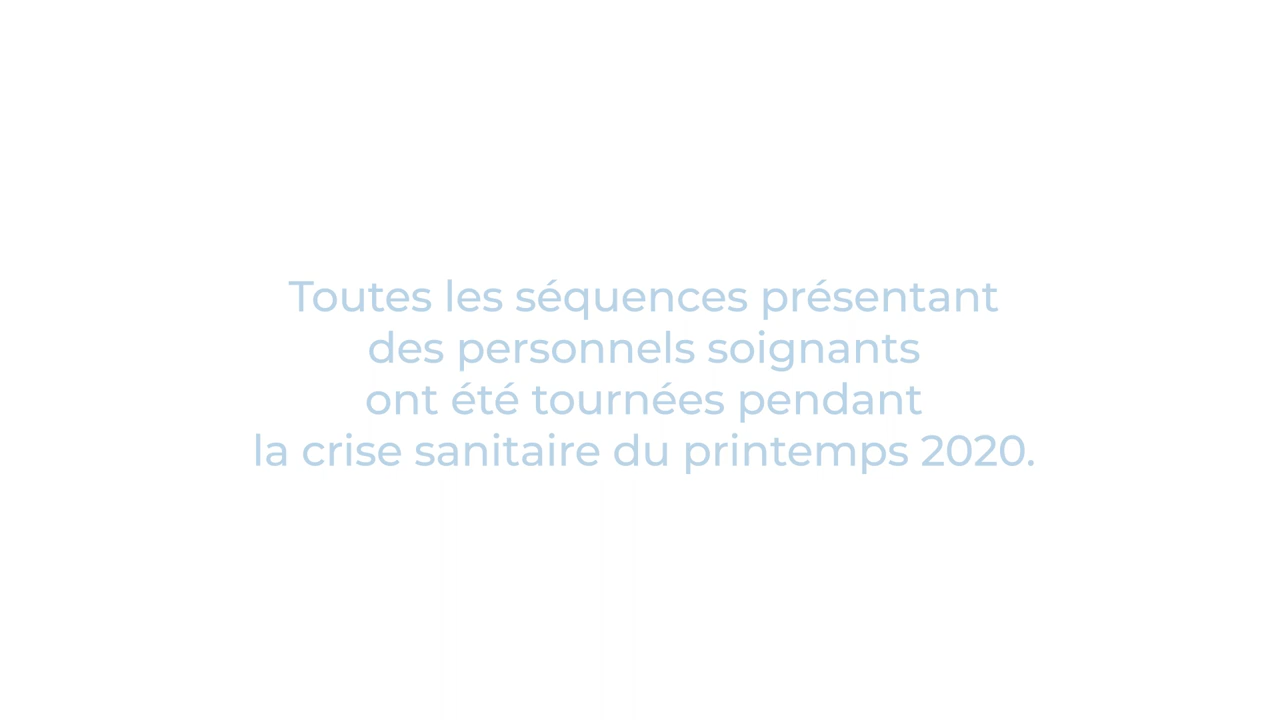 Toutes les séquences présentant
des personnels soignants
ont été tournées pendant
la crise sanitaire du printemps 2020.